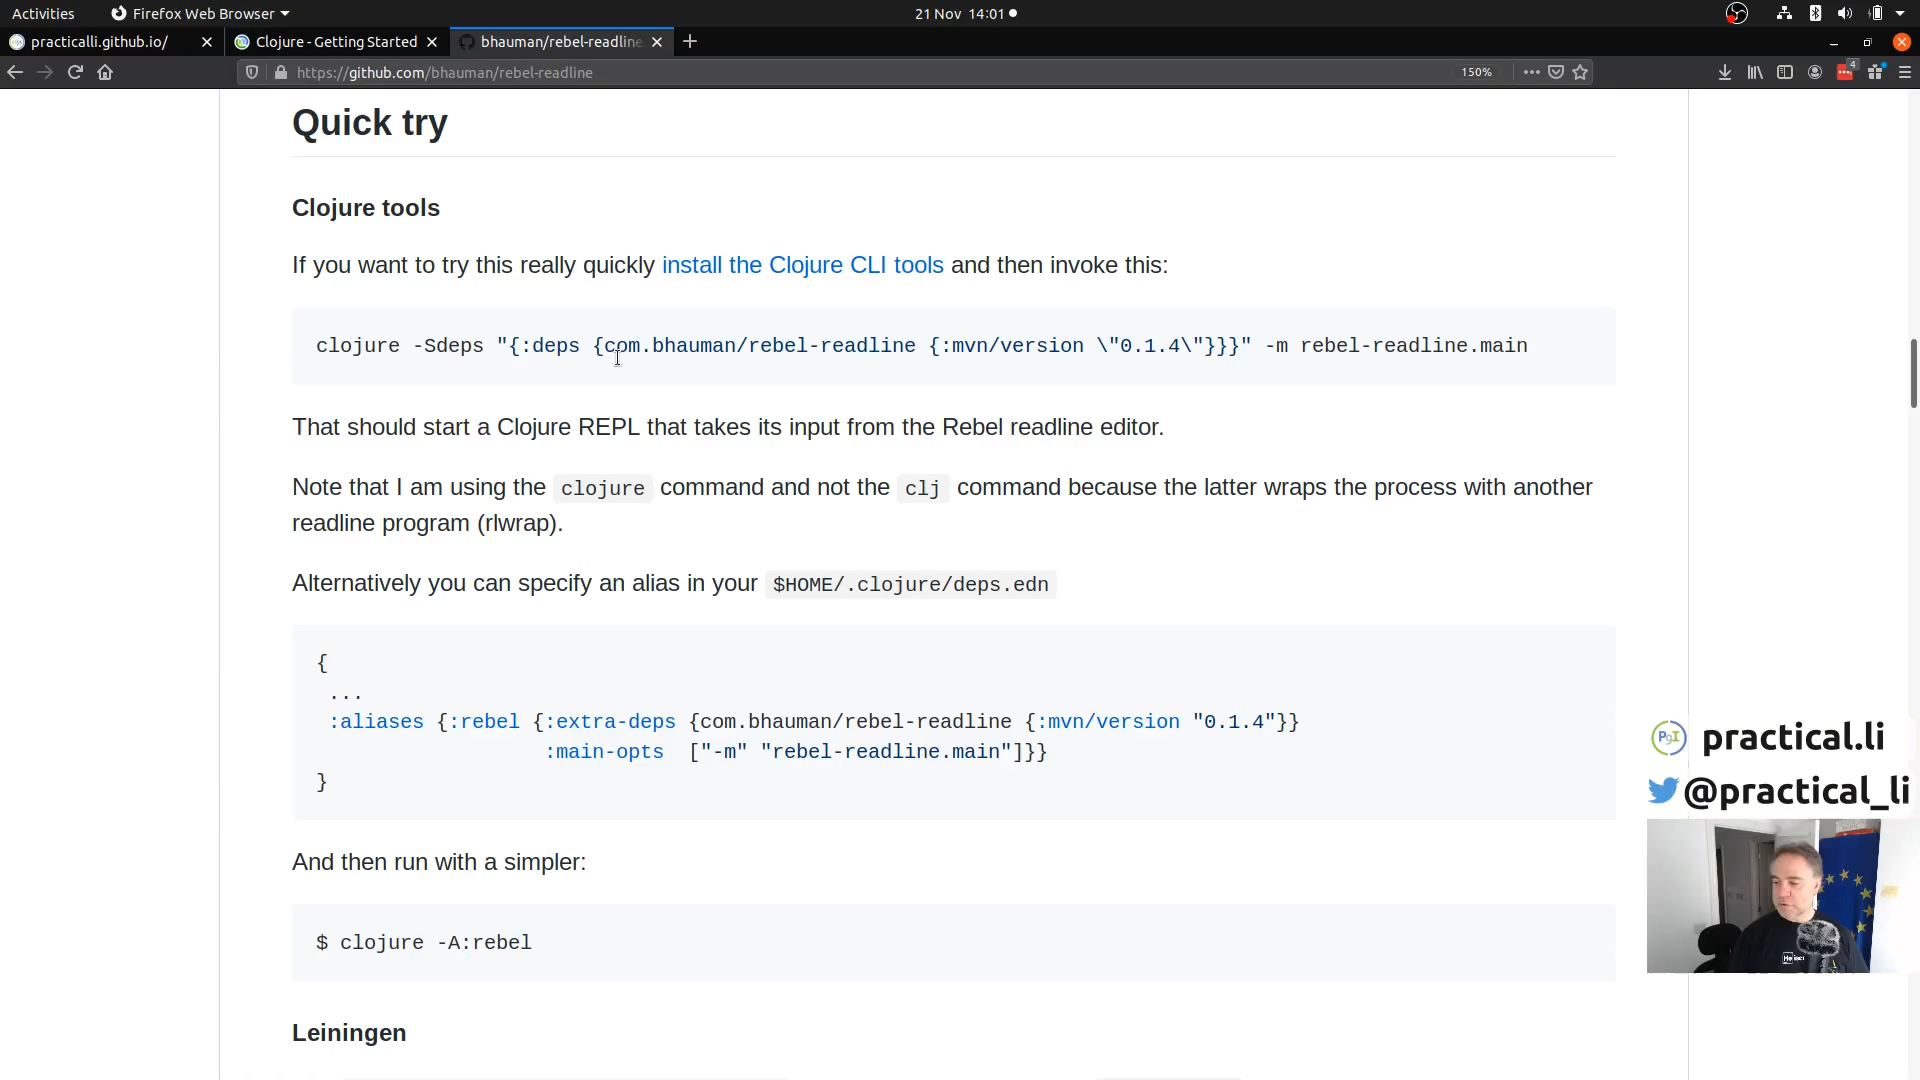 Activities Firefox Web Browser 21 Nov 14:01
practicalli.github.io/ Clojure - Getting Started bhauman/rebel-readline
https://github.com/bhauman/rebel-readline 150% 4
Quick try
Clojure tools
If you want to try this really quickly install the Clojure CLI tools and then invoke this:
clojure -Sdeps "{:deps {com.bhauman/rebel-readline {:mvn/version \"0.1.4\"}}}" -m rebel-readline.main
That should start a Clojure REPL that takes its input from the Rebel readline editor.
Note that I am using the clojure command and not the clj command because the latter wraps the process with another
readline program (rlwrap).
Alternatively you can specify an alias in your $HOME/.clojure/deps.edn
{
...
:aliases {:rebel {:extra-deps {com.bhauman/rebel-readline {:mvn/version "0.1.4"}}
:main-opts ["-m" "rebel-readline.main"]}}
}
And then run with a simpler:
$ clojure -A:rebel
Leiningen
practical.li
@practical_li